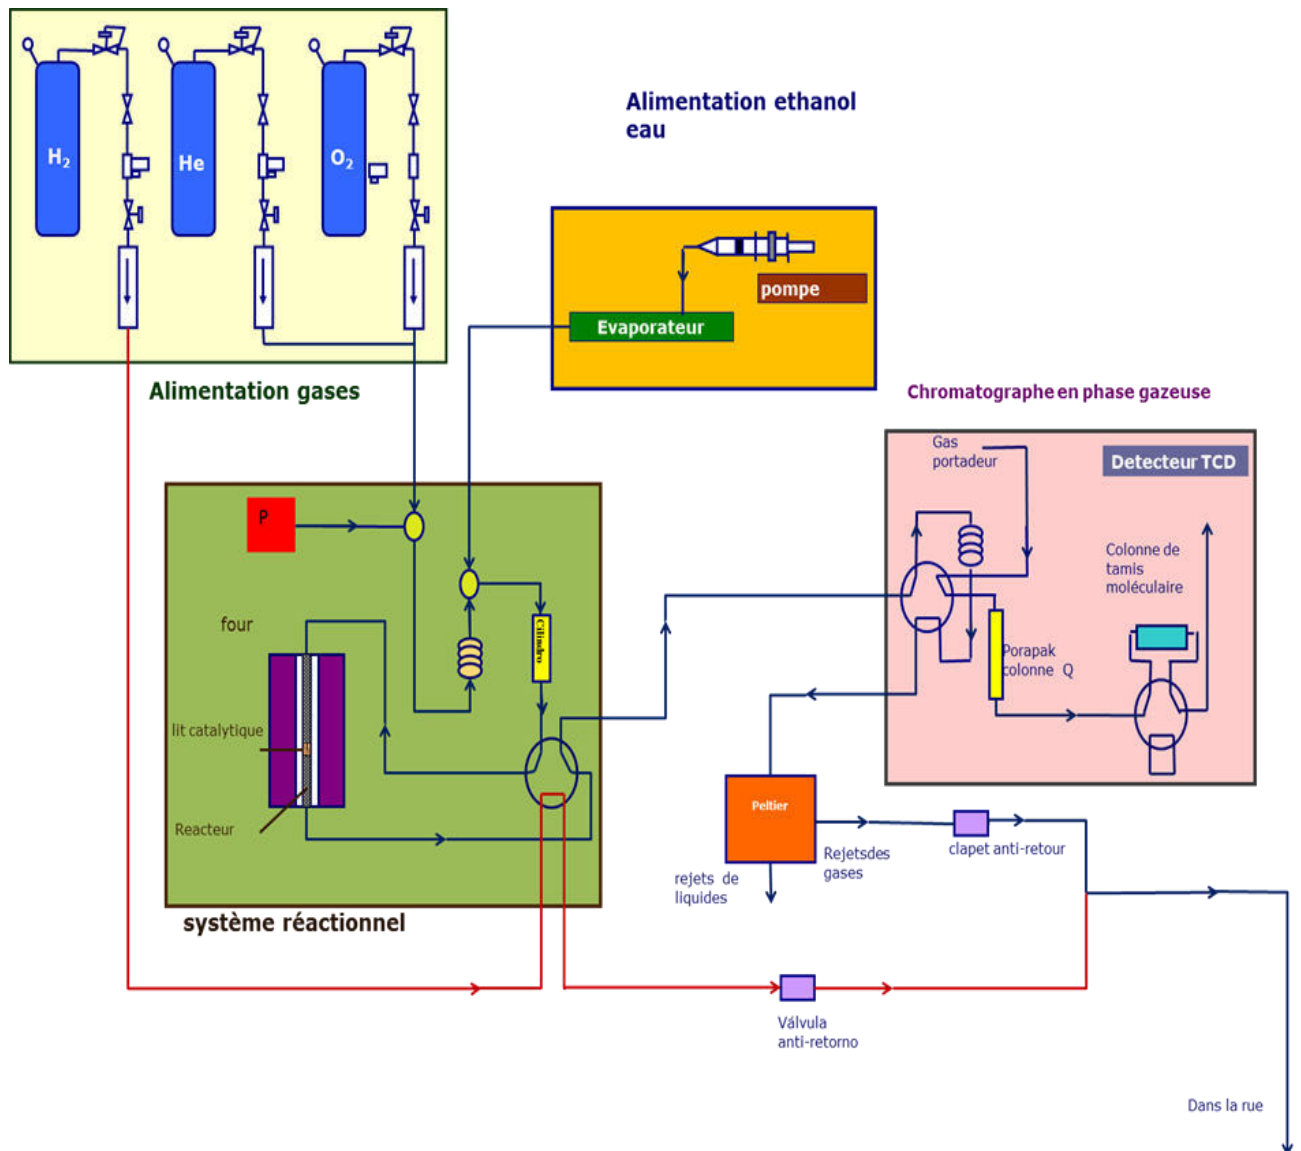 Alimentation ethanol
eau
H2
He
O2
pompe
Evaporateur
Alimentation gases
Chromatographe en phase gazeuse
Gas
portadeur
Detecteur TCD
P
Colonne de
tamis
moléculaire
four
Cilindro
Porapak
colonne Q
lit catalytique
Peltier
Reacteur
Rejetsdes
gases
clapet anti-retour
rejets de
liquides
système réactionnel
Válvula
anti-retorno
Dans la rue